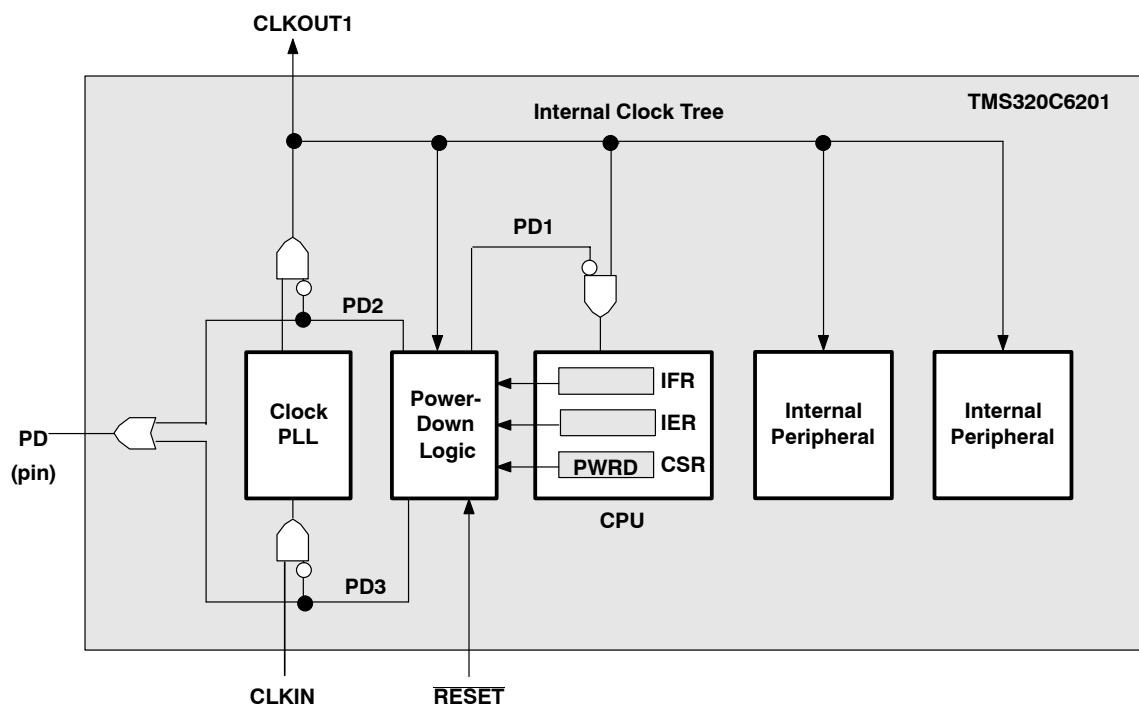 CLKOUT1
TMS320C6201
Internal Clock Tree
PD1
PD2
Clock
PLL
Power-
Down
Logic
IFR
IER
PWRD CSR
CPU
Internal
Peripheral
Internal
Peripheral
PD
(pin)
PD3
CLKIN
RESET